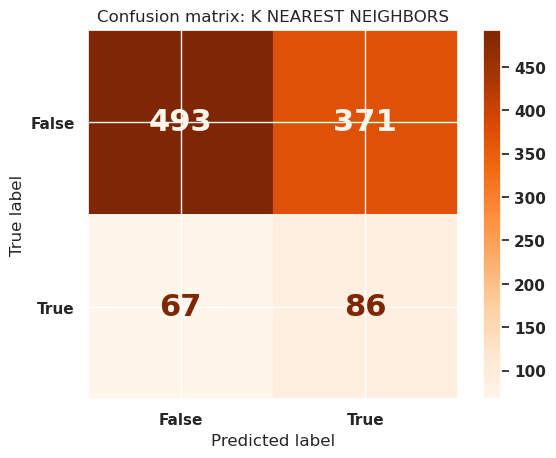 Confusion matrix: K NEAREST NEIGHBORS
True label
False
True
493
371
67
86
False
True
Predicted label
450
400
350
300
250
200
150
100